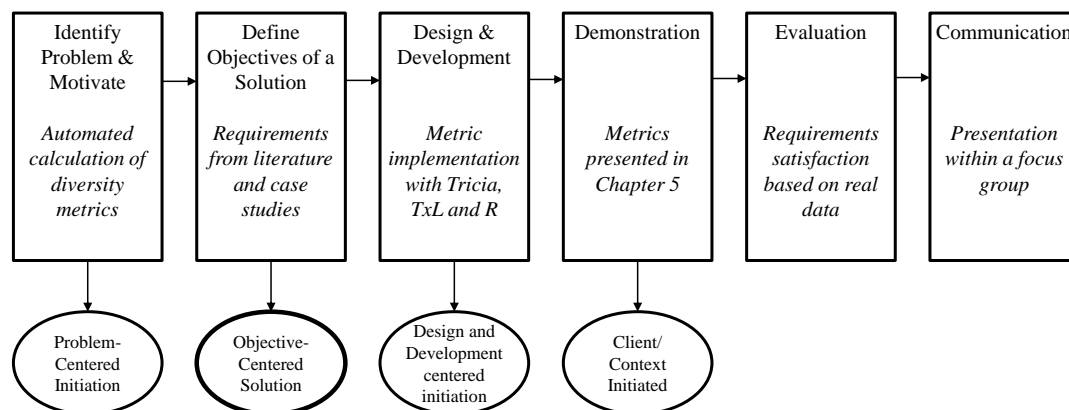 Identify
Problem &
Motivate
Automated
calculation of
diversity
metrics
Define
Objectives of a
Solution
Requirements
from literature
and case
studies
Design &
Development
Metric
implementation
with Tricia,
TxL and R
Demonstration
Metrics
presented in
Chapter 5
Evaluation
Requirements
satisfaction
based on real
data
Communication
Presentation
within a focus
group
Problem-
Centered
Initiation
Objective-
Centered
Solution
Design and
Development
centered
initiation
Client/
Context
Initiated